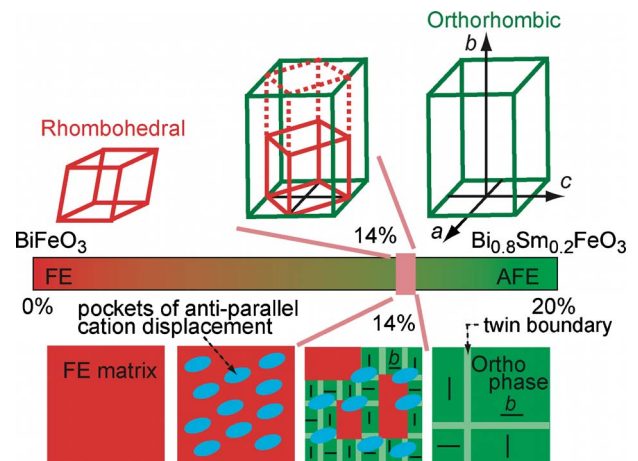 Orthorhombic
b
Rhombohedral
c
a
BiFeO3
14%
Bi0.8Sm0.2FeO3
FE
AFE
0%
pockets of anti-parallel
cation displacement
14%
20%
twin boundary
FE matrix
b
Ortho
phase
b